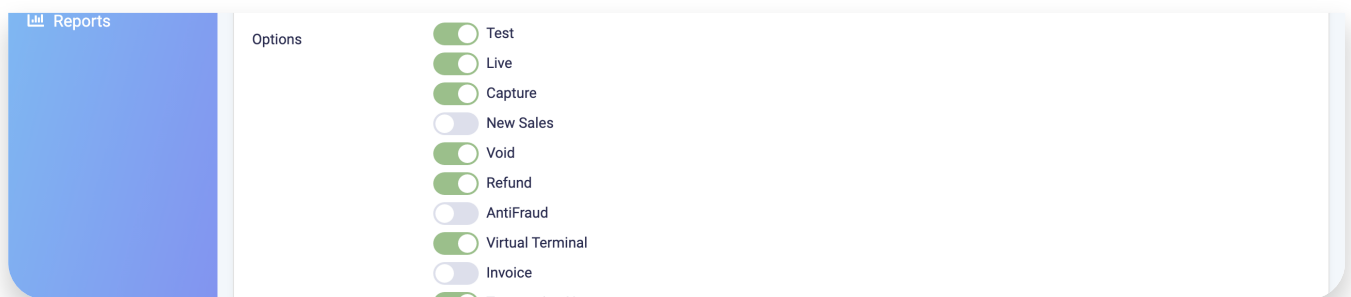 Reports
Options
Test
Live
Capture
New Sales
Void
Refund
AntiFraud
Virtual Terminal
Invoice